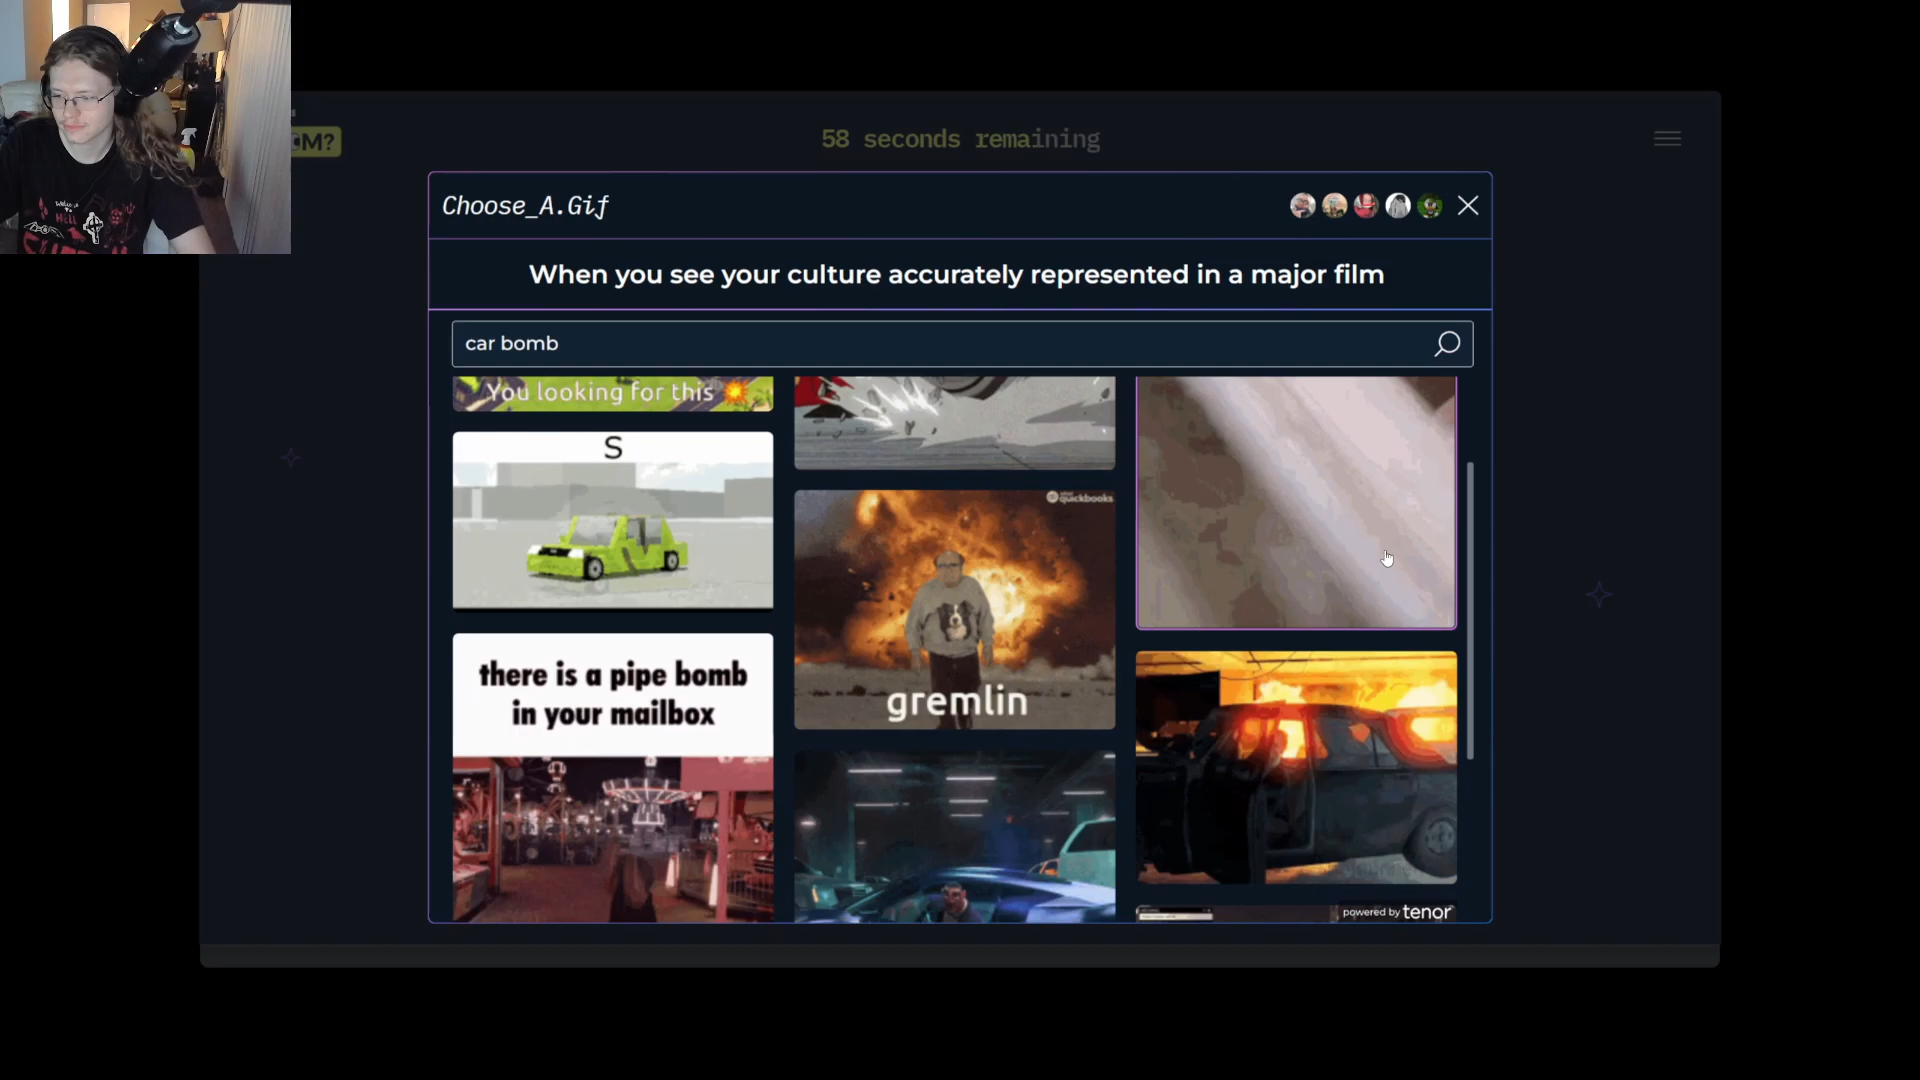 OM?
58 seconds remaining
Choose_A.Gif
When you see your culture accurately represented in a major film
car bomb
You looking for this
S
quickbooks
gremlin
there is a pipe bomb
in your mailbox
powered by tenor